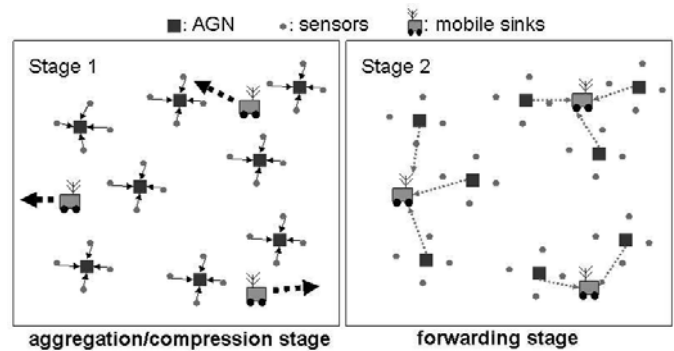 : AGN : sensors : mobile sinks
Stage 1 Stage 2
aggregation/compression stage forwarding stage